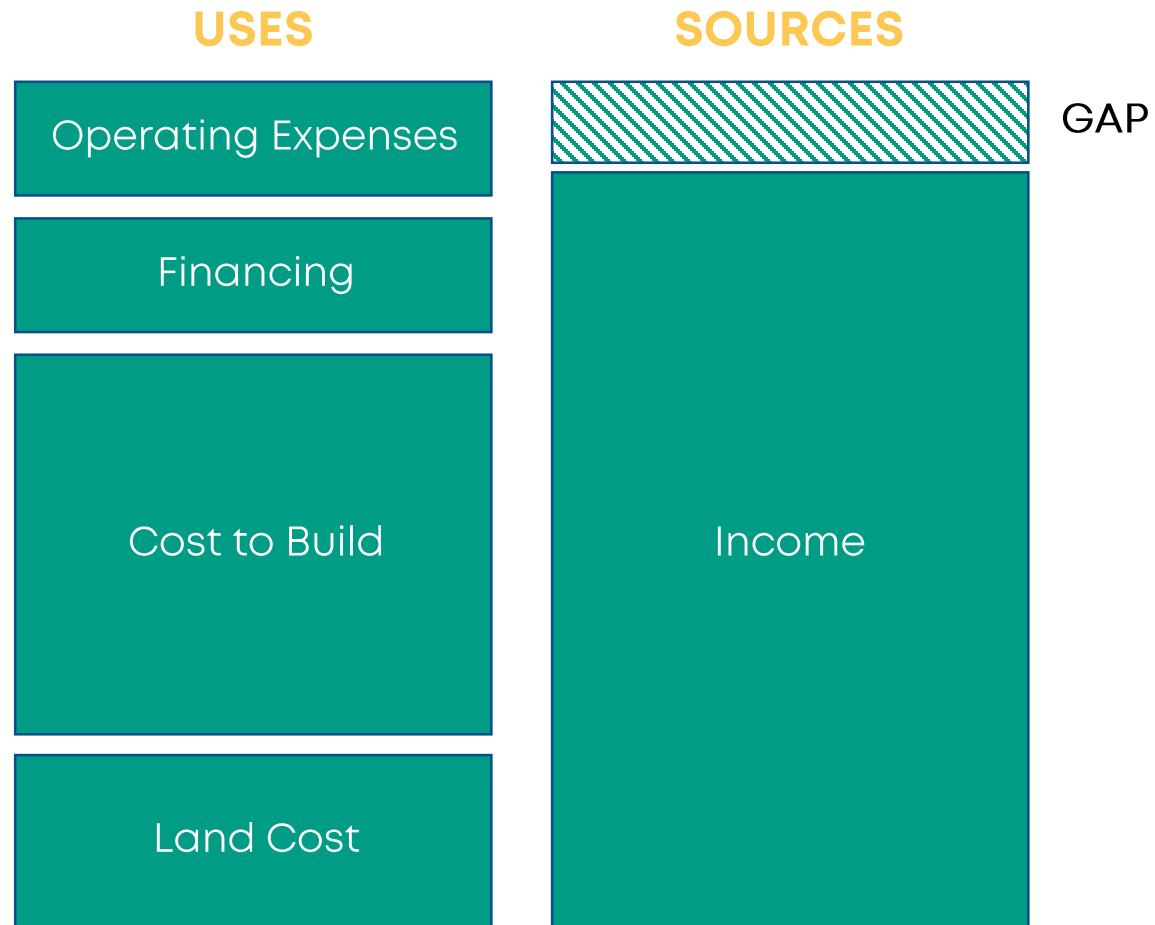 USES
SOURCES
Operating Expenses
GAP
Financing
Cost to Build
Income
Land Cost